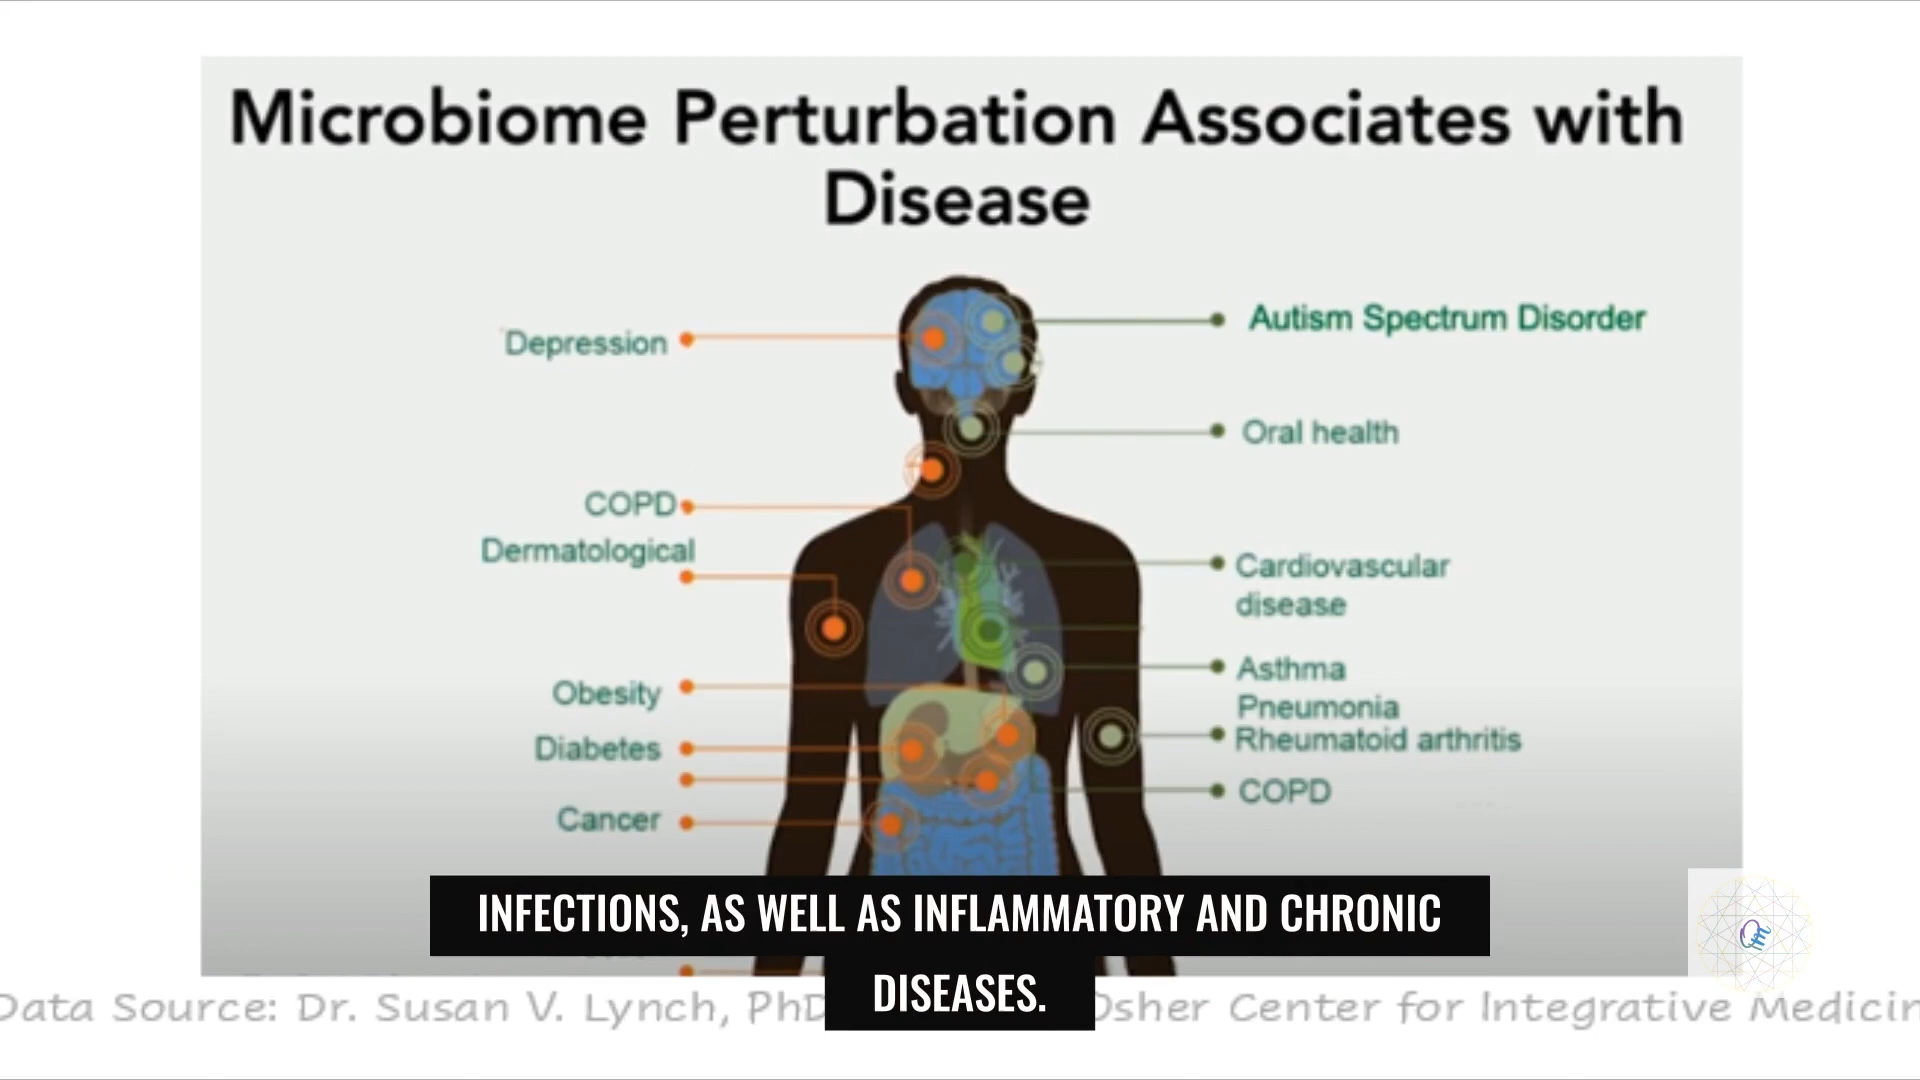 Microbiome Perturbation Associates with
Disease
Depression
COPD
Dermatological
Obesity
Diabetes
Cancer
Autism Spectrum Disorder
Oral health
Cardiovascular
disease
Asthma
Pneumonia
Rheumatoid arthritis
COPD
INFECTIONS, AS WELL AS INFLAMMATORY AND CHRONIC
DISEASES.
Data Source: Dr. Susan V. Lynch, PhD Osher Center for Integrative Medicin